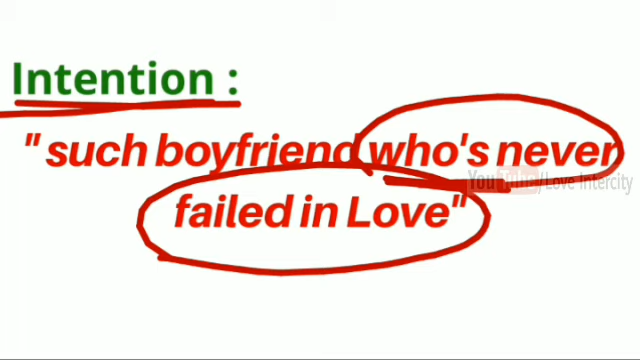 Intention :
" such boyfriend who's never
YouTube/Love Intercity
failed in Love"